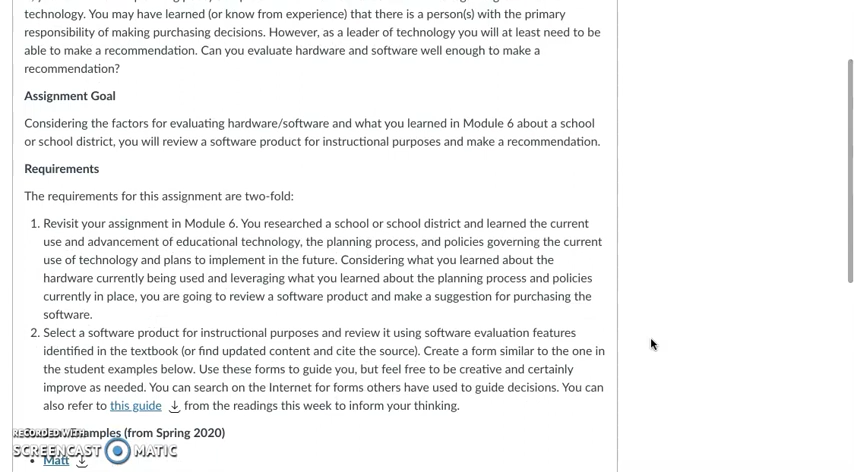 technology. You may have learned (or know from experience) that there is a person(s) with the primary
responsibility of making purchasing decisions. However, as a leader of technology you will at least need to be
able to make a recommendation. Can you evaluate hardware and software well enough to make a
recommendation?
Assignment Goal
Considering the factors for evaluating hardware/software and what you learned in Module 6 about a school
or school district, you will review a software product for instructional purposes and make a recommendation.
Requirements
The requirements for this assignment are two-fold:
1. Revisit your assignment in Module 6. You researched a school or school district and learned the current
use and advancement of educational technology, the planning process, and policies governing the current
use of technology and plans to implement in the future. Considering what you learned about the
hardware currently being used and leveraging what you learned about the planning process and policies
currently in place, you are going to review a software product and make a suggestion for purchasing the
software.
2. Select a software product for instructional purposes and review it using software evaluation features
identified in the textbook (or find updated content and cite the source). Create a form similar to the one in
the student examples below. Use these forms to guide you, but feel free to be creative and certainly
improve as needed. You can search on the Internet for forms others have used to guide decisions. You can
also refer to this guide from the readings this week to inform your thinking.
RECORDED WITH
(from Spring 2020)
SCREENCAST MATIC
• Matt